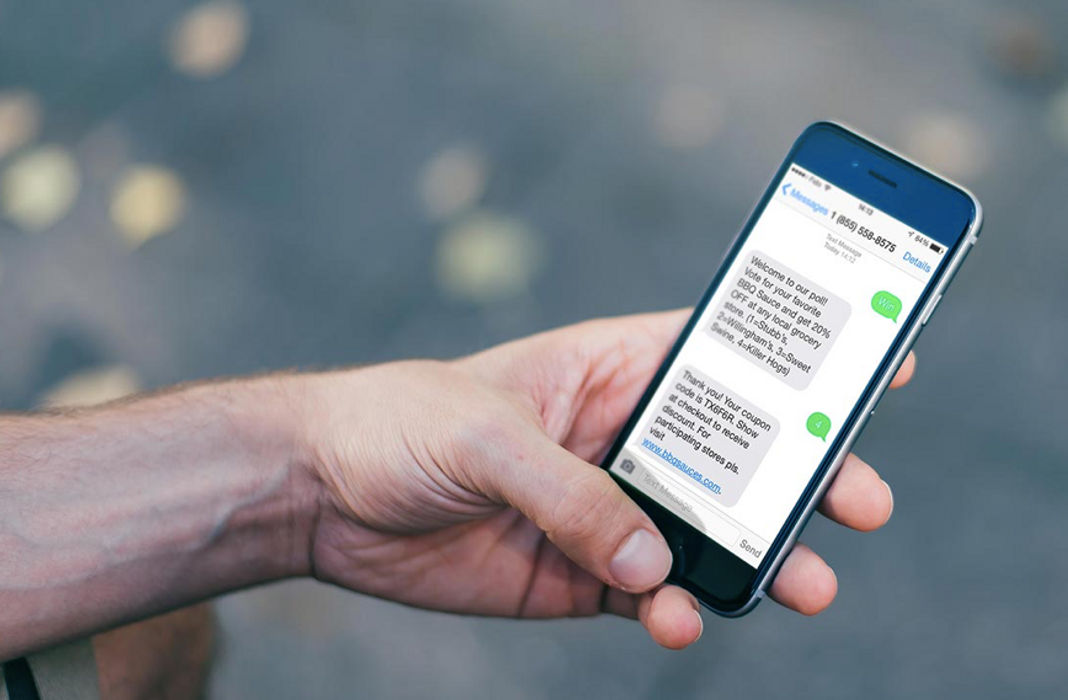 Fido
14:13
64%
Messages
1 (855) 558-8575
Details
Text Message
Today 14:12
Win
Welcome to our poll!
Vote for your favorite
BBQ Sauce and get 20%
OFF at any local grocery
store. (1=Stubb's,
2=Willingham's, 3=Sweet
Swine, 4=Killer Hogs)
4
Thank you! Your coupon
code is TX6F6R. Show
at checkout to receive
discount. For
participating stores pls.
visit
www.bbqsauces.com.
Text Message
Send